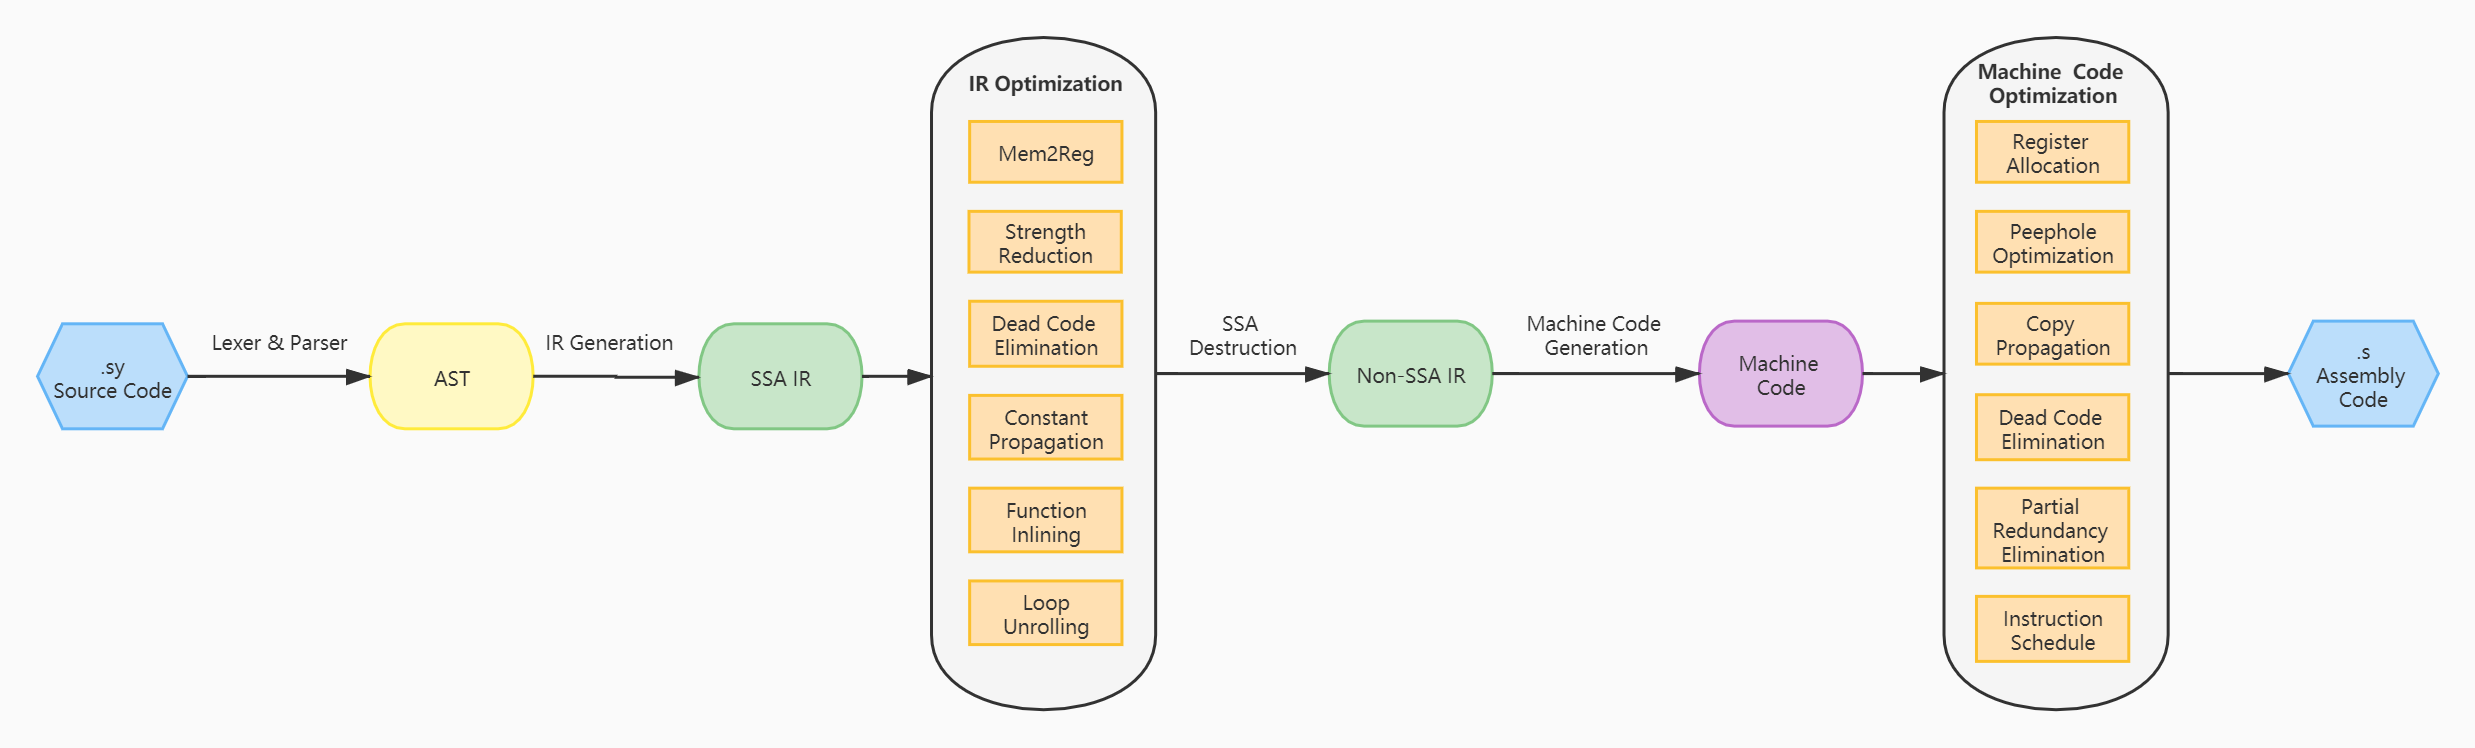 .sy
Source Code
Lexer & Parser
AST
IR Generation
SSA IR
IR Optimization
Mem2Reg
Strength
Reduction
Dead Code
Elimination
Constant
Propagation
Function
Inlining
Loop
Unrolling
SSA
Destruction
Non-SSA IR
Machine Code
Generation
Machine
Code
Machine Code
Optimization
Register
Allocation
Peephole
Optimization
Copy
Propagation
Dead Code
Elimination
Partial
Redundancy
Elimination
Instruction
Schedule
.s
Assembly
Code